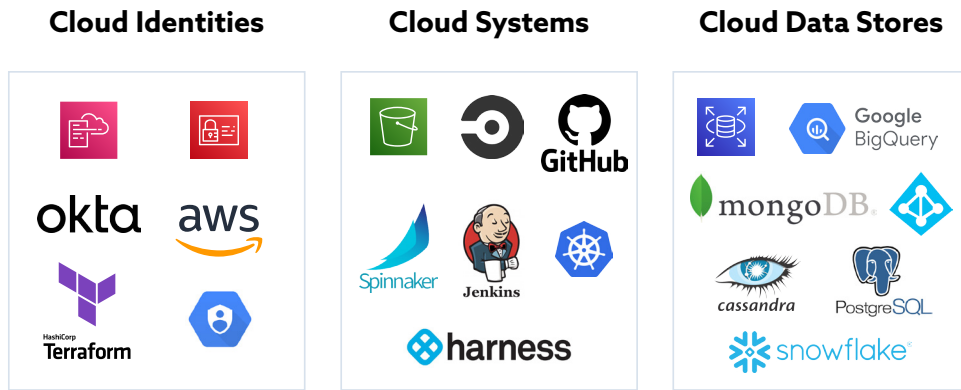 Cloud Identities
Cloud Systems
Cloud Data Stores
okta
aws
HashiCorp
Terraform
GitHub
Spinnaker
Jenkins
harness
Google
BigQuery
mongoDB®
cassandra
PostgreSQL
snowflake®